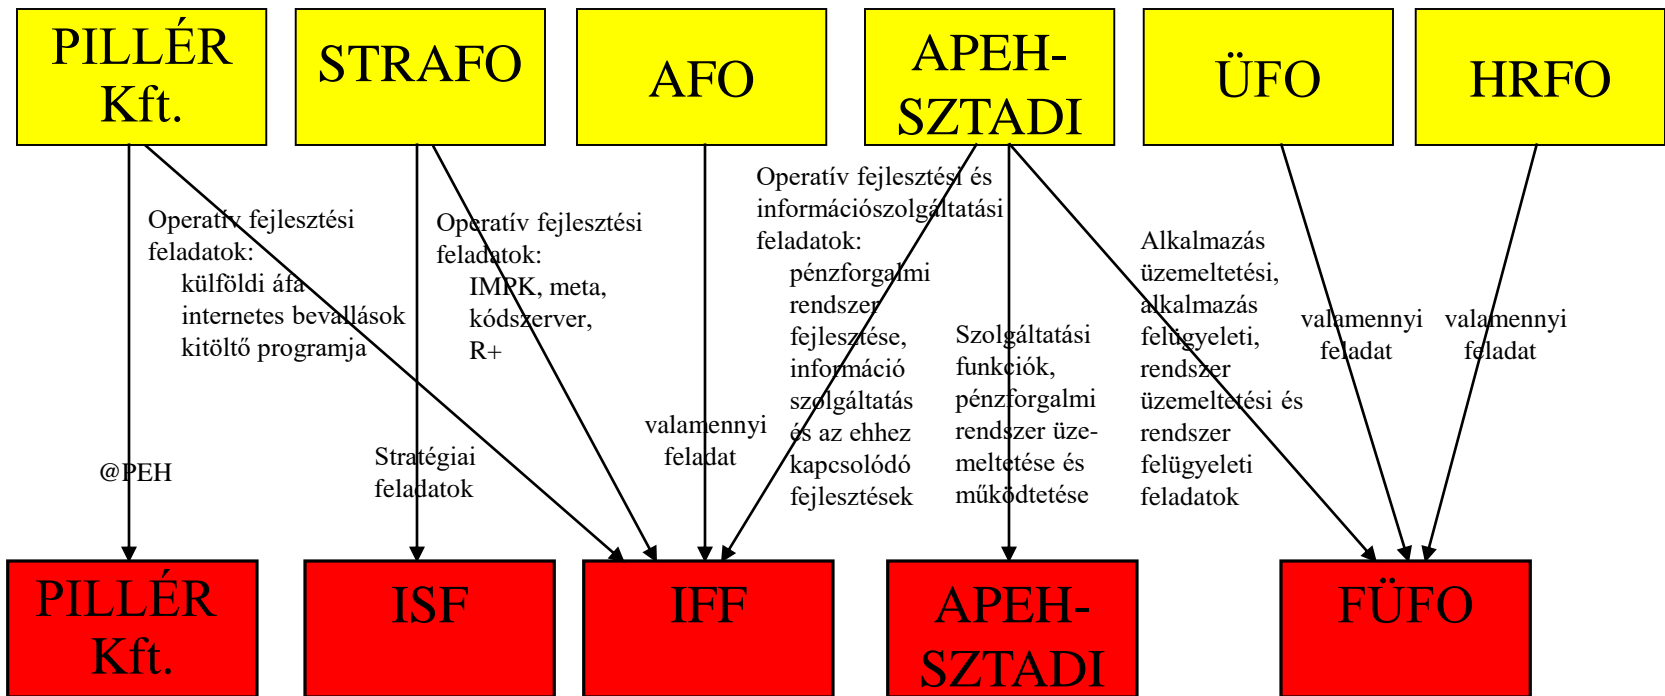 PILLÉR
Kft.
STRAFO
AFO
APEH-
SZTADI
ÜFO
HRFO
Operatív fejlesztési
feladatok:
külföldi áfa
internetes bevallások
kitöltő programja
@PEH
Operatív fejlesztési
feladatok:
IMPK, meta,
kódszerver,
R+
Stratégiai
feladatok
valamennyi
feladat
Operatív fejlesztési és
információszolgáltatási
feladatok:
pénzforgalmi
rendszer
fejlesztése,
információ
szolgáltatás
és az ehhez
kapcsolódó
fejlesztések
Szolgáltatási
funkciók,
pénzforgalmi
rendszer üze-
meltetése és
működtetése
Alkalmazás
üzemeltetési,
alkalmazás
felügyeleti,
rendszer
üzemeltetési és
rendszer
felügyeleti
feladatok
valamennyi
feladat
valamennyi
feladat
PILLÉR
Kft.
ISF
IFF
APEH-
SZTADI
FÜFO